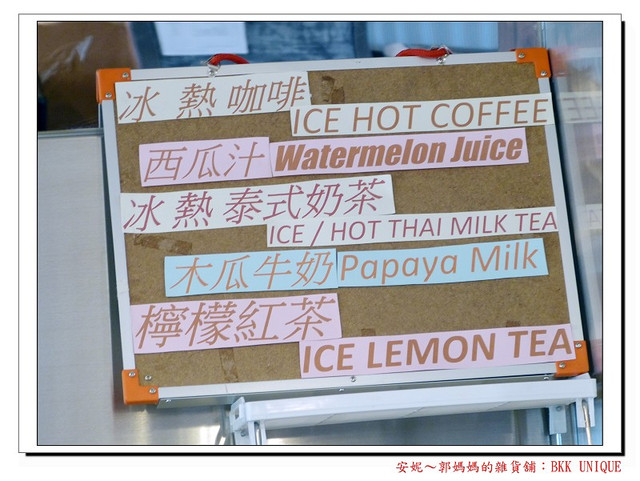 冰 熱 咖啡
ICE HOT COFFEE
西瓜汁 Watermelon Juice
冰 熱 泰式奶茶
ICE / HOT THAI MILK TEA
木瓜牛奶 Papaya Milk
檸檬紅茶
ICE LEMON TEA
安妮～郭媽媽的雜貨舖：BKK UNIQUE